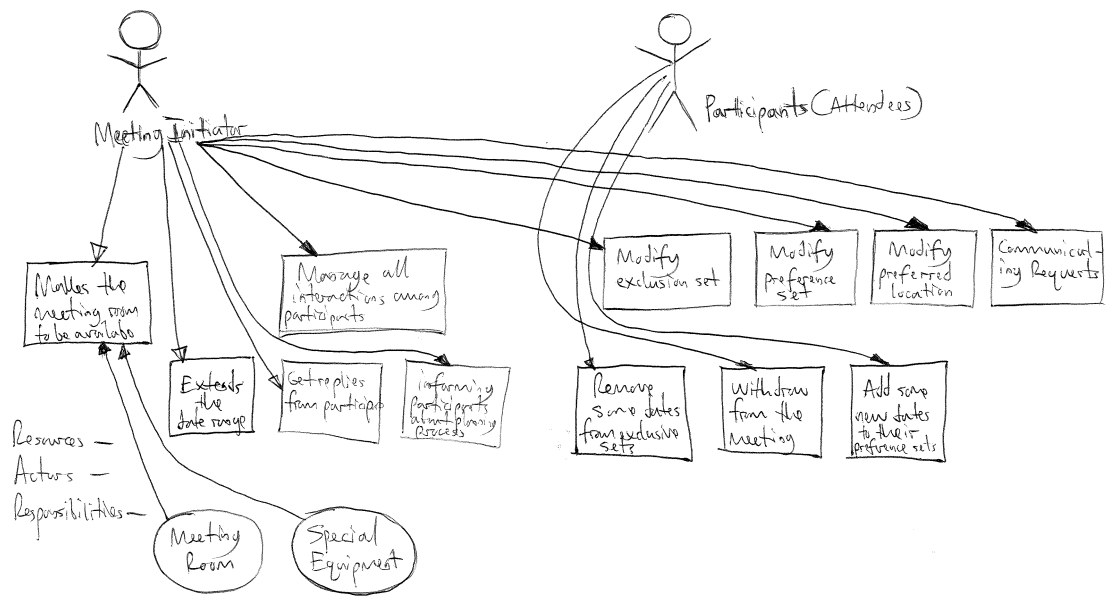 Meeting Initiator
Participants (Attendees)
Makes the
meeting room
to be availabe
Manage all
interactions among
participants
Modify
exclusion set
Modify
preference
set
Modify
preferred
location
Communicat-
ing Requests
Extends
the
date range
Get replies
from participa
informing
participants
about planning
process
Remove
some dates
from exclusive
sets
Withdraw
from the
Meeting
Add some
new dates
to their
preference sets
Resources —
Actors —
Responsibilities —
Meeting
Room
Special
Equipment